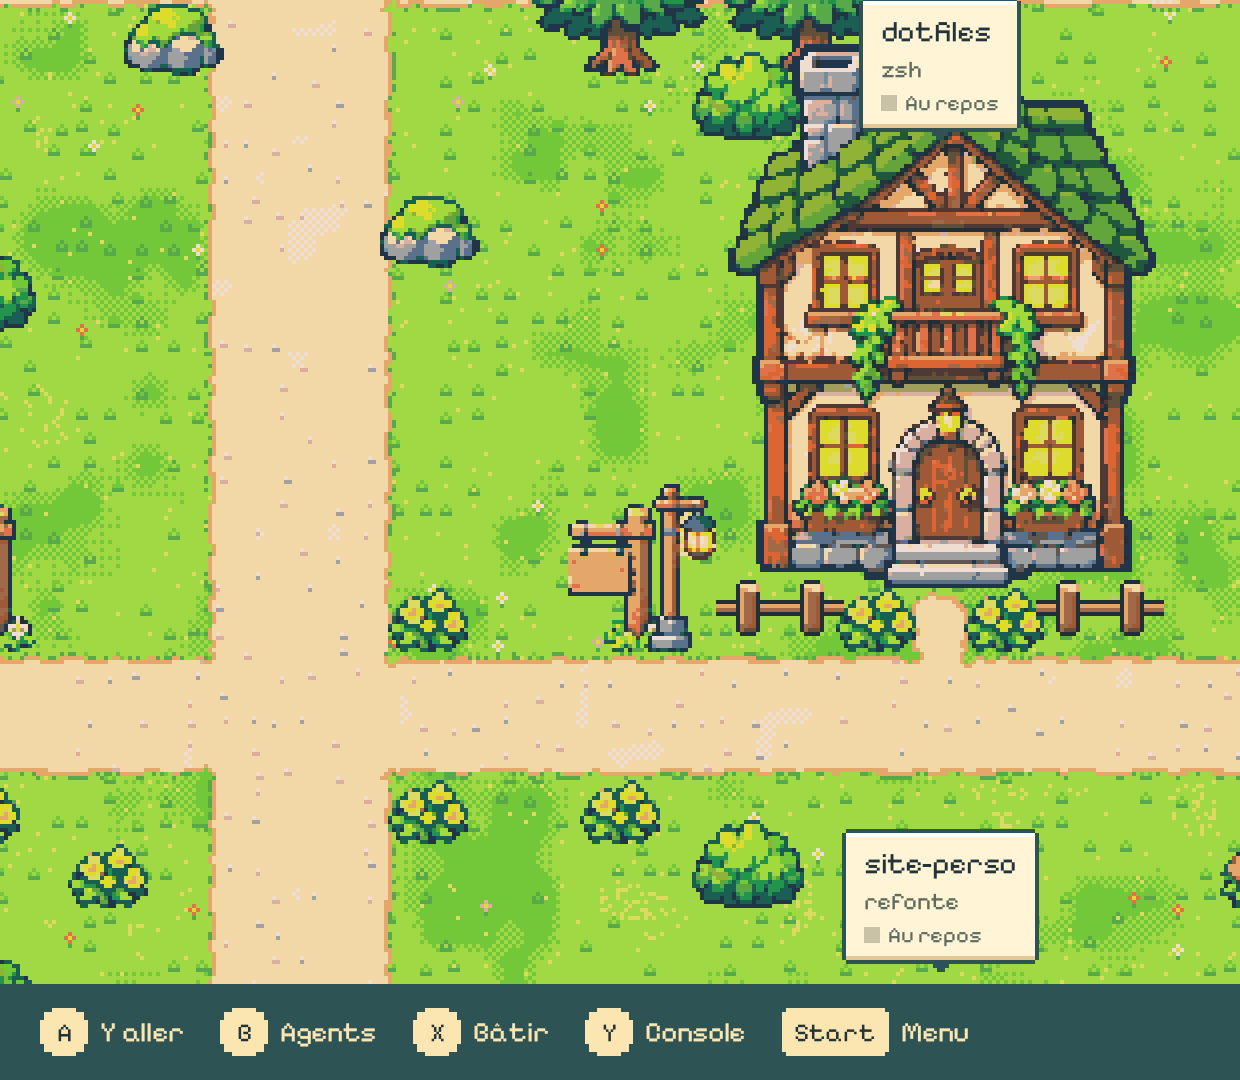 dotfiles
zsh
Au repos
site-perso
refonte
Au repos
A Y aller B Agents X Bâtir Y Console Start Menu